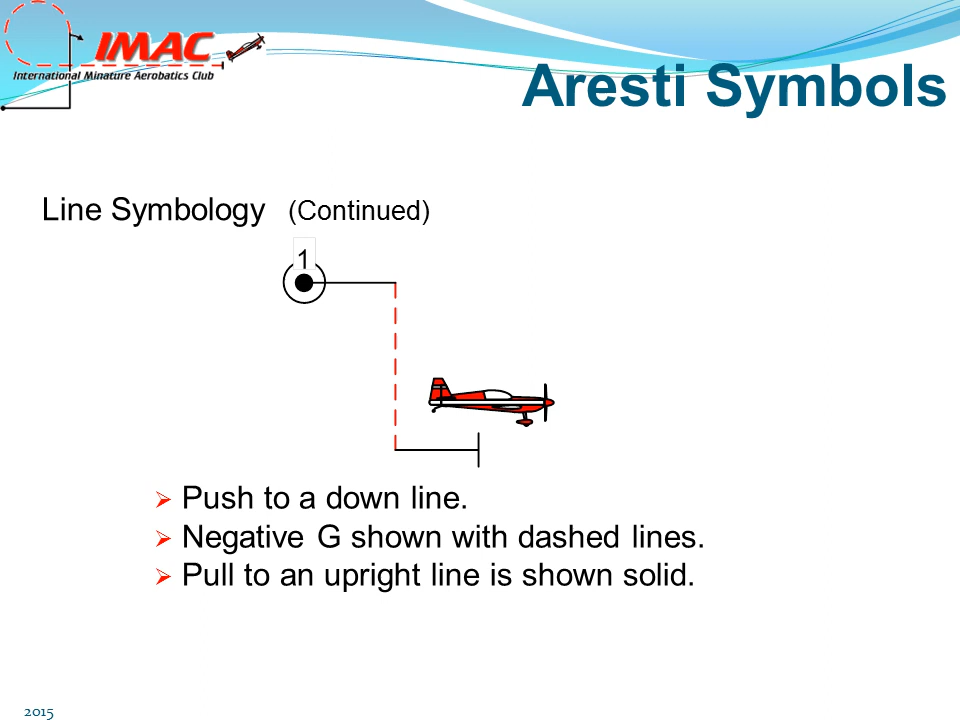 IMAC
International Minature Aerobatics Club
Aresti Symbols
Line Symbology (Continued)
1
Push to a down line.
Negative G shown with dashed lines.
Pull to an upright line is shown solid.
2015